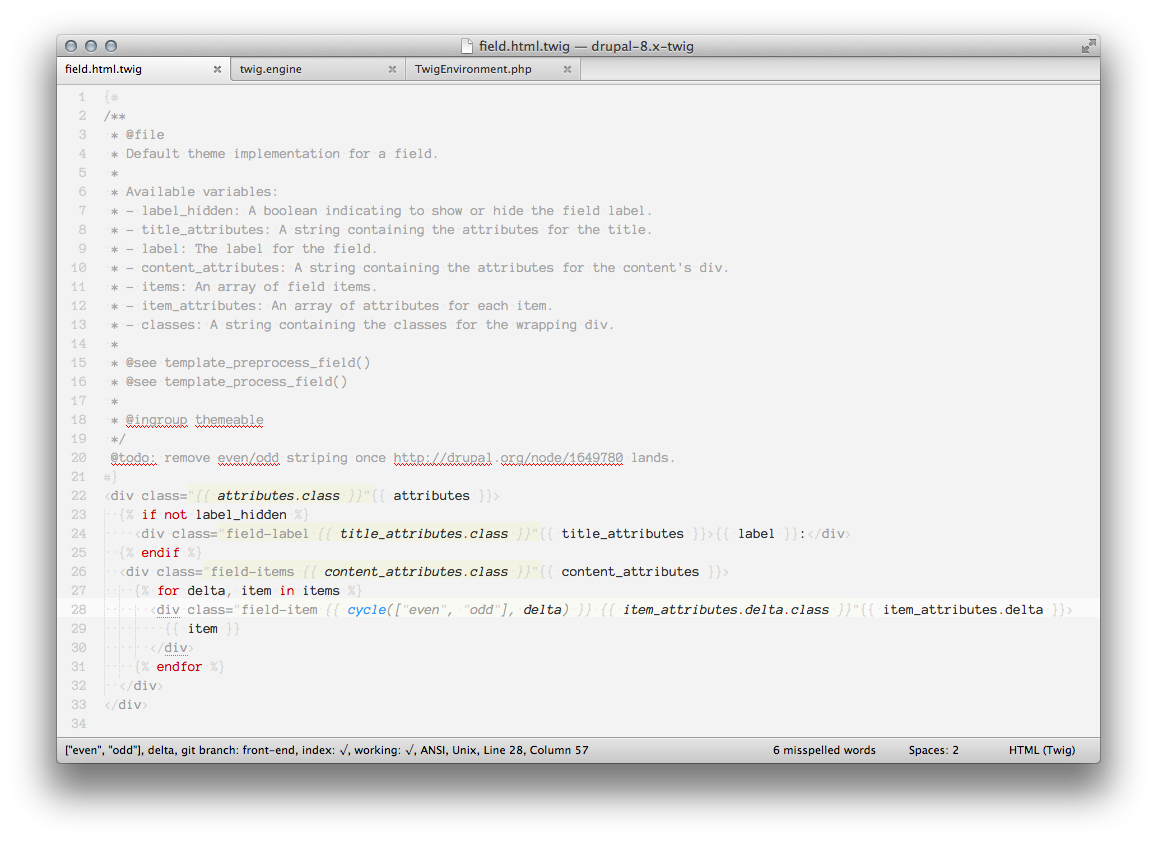 field.html.twig — drupal-8.x-twig
field.html.twig × twig.engine × TwigEnvironment.php ×
1 {#
2 /**
3  * @file
4  * Default theme implementation for a field.
5  *
6  * Available variables:
7  * - label_hidden: A boolean indicating to show or hide the field label.
8  * - title_attributes: A string containing the attributes for the title.
9  * - label: The label for the field.
10  * - content_attributes: A string containing the attributes for the content's div.
11  * - items: An array of field items.
12  * - item_attributes: An array of attributes for each item.
13  * - classes: A string containing the classes for the wrapping div.
14  *
15  * @see template_preprocess_field()
16  * @see template_process_field()
17  *
18  * @ingroup themeable
19  */
20  @todo: remove even/odd striping once http://drupal.org/node/1649780 lands.
21 #}
22 <div class="{{ attributes.class }}"{{ attributes }}>
23   {% if not label_hidden %}
24     <div class="field-label {{ title_attributes.class }}"{{ title_attributes }}>{{ label }}:</div>
25   {% endif %}
26   <div class="field-items {{ content_attributes.class }}"{{ content_attributes }}>
27     {% for delta, item in items %}
28       <div class="field-item {{ cycle(["even", "odd"], delta) }} {{ item_attributes.delta.class }}"{{ item_attributes.delta }}>
29         {{ item }}
30       </div>
31     {% endfor %}
32   </div>
33 </div>
34
["even", "odd"], delta, git branch: front-end, index: √, working: √, ANSI, Unix, Line 28, Column 57 6 misspelled words Spaces: 2 HTML (Twig)